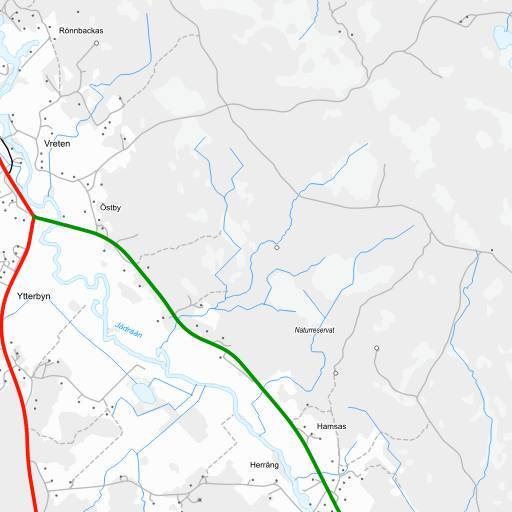 Rönnbackas
Vreten
Östby
Ytterbyn
Jädraån
Naturreservat
Hamsas
Herräng